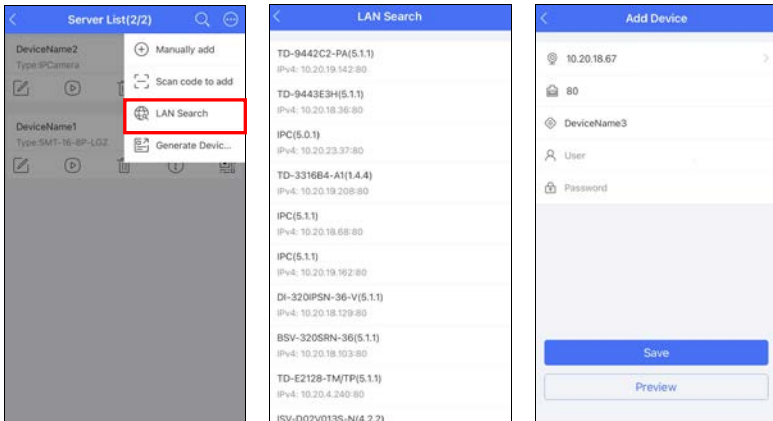 Server List(2/2)
DeviceName2
Type:IPCamera
Manually add
Scan code to add
LAN Search
Generate Devic...
DeviceName1
Type:SMT-16-8P-LGZ
LAN Search
TD-9442C2-PA(5.1.1)
IPv4: 10.20.19.142:80
TD-9443E3H(5.1.1)
IPv4: 10.20.18.36:80
IPC(5.0.1)
IPv4: 10.20.23.37:80
TD-3316B4-A1(1.4.4)
IPv4: 10.20.19.208:80
IPC(5.1.1)
IPv4: 10.20.18.68:80
IPC(5.1.1)
IPv4: 10.20.19.162:80
DI-320IPSN-36-V(5.1.1)
IPv4: 10.20.18.129:80
BSV-320SRN-36(5.1.1)
IPv4: 10.20.18.103:80
TD-E2128-TM/TP(5.1.1)
IPv4: 10.20.4.240:80
ISV-D02V013S-N(4.2.2)
Add Device
10.20.18.67
80
DeviceName3
User
Password
Save
Preview